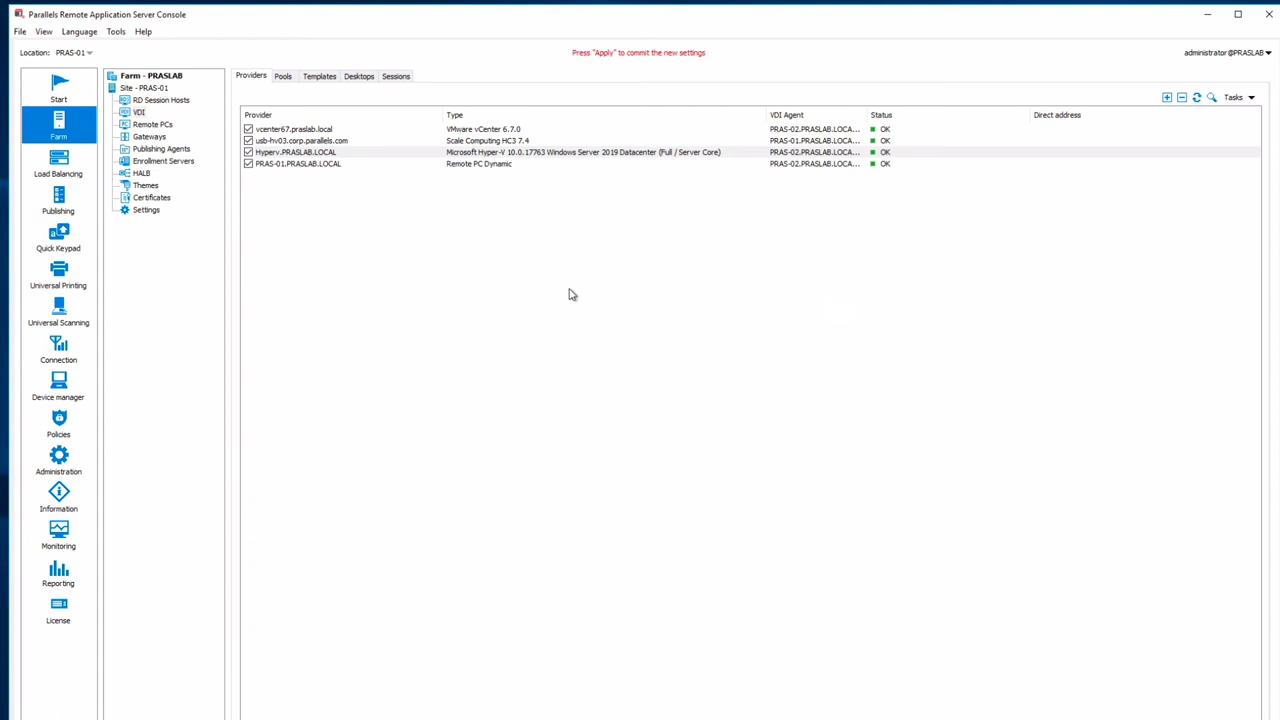 Parallels Remote Application Server Console
File View Language Tools Help
Location: PRAS-01
Press "Apply" to commit the new settings
administrator@PRASLAB
Start
Farm
Load Balancing
Publishing
Quick Keypad
Universal Printing
Universal Scanning
Connection
Device manager
Policies
Administration
Information
Monitoring
Reporting
License
Farm - PRASLAB
Site - PRAS-01
RD Session Hosts
VDI
Remote PCs
Gateways
Publishing Agents
Enrollment Servers
HALB
Themes
Certificates
Settings
Providers Pools Templates Desktops Sessions
Tasks
Provider Type VDI Agent Status Direct address
vcenter67.praslab.local VMware vCenter 6.7.0 PRAS-02.PRASLAB.LOCA... OK
usb-hv03.corp.parallels.com Scale Computing HC3 7.4 PRAS-01.PRASLAB.LOCA... OK
Hyperv.PRASLAB.LOCAL Microsoft Hyper-V 10.0.17763 Windows Server 2019 Datacenter (Full / Server Core) PRAS-02.PRASLAB.LOCA... OK
PRAS-01.PRASLAB.LOCAL Remote PC Dynamic PRAS-02.PRASLAB.LOCA... OK